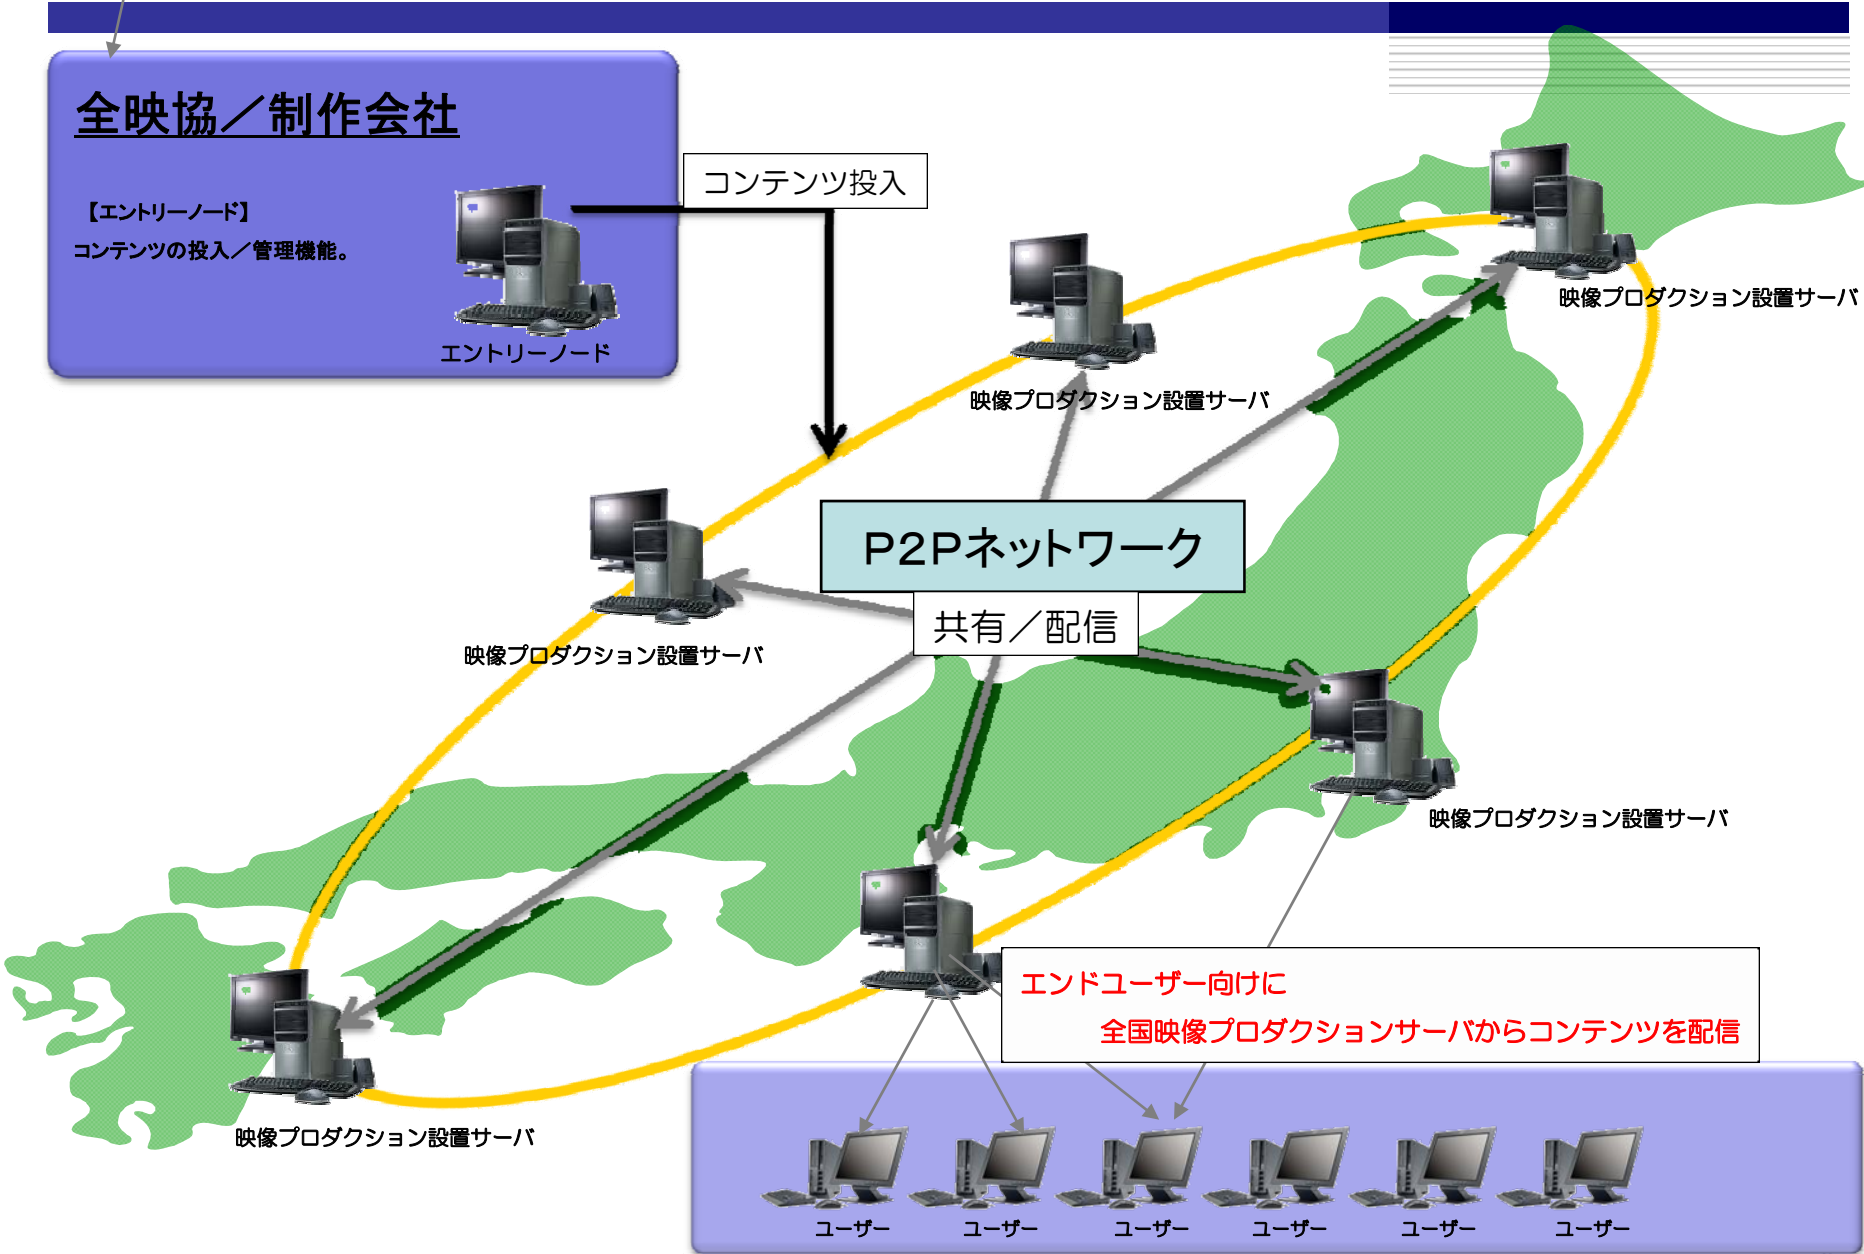 全映協／制作会社
【エントリーノード】
コンテンツの投入／管理機能。
エントリーノード
コンテンツ投入
映像プロダクション設置サーバ
映像プロダクション設置サーバ
P2Pネットワーク
共有／配信
映像プロダクション設置サーバ
映像プロダクション設置サーバ
エンドユーザー向けに
全国映像プロダクションサーバからコンテンツを配信
映像プロダクション設置サーバ
ユーザー
ユーザー
ユーザー
ユーザー
ユーザー
ユーザー